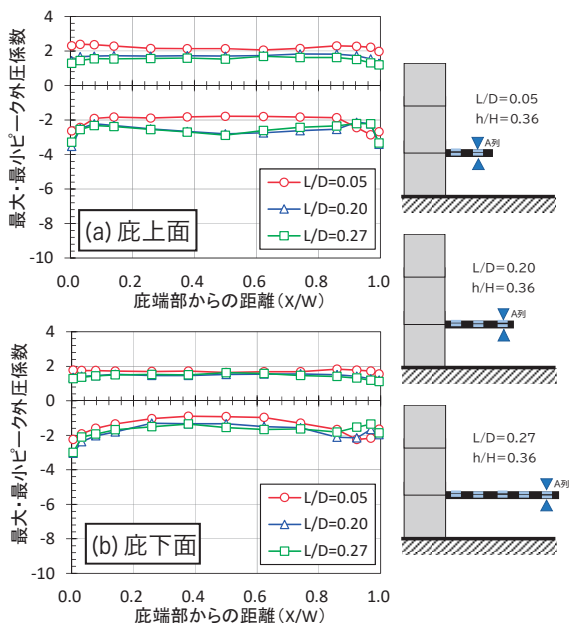 最大・最小ピーク外圧係数
4
2
0
-2
-4
-6
-8
-10
L/D=0.05
L/D=0.20
L/D=0.27
(a) 庇上面
0.0 0.2 0.4 0.6 0.8 1.0
庇端部からの距離(X/W)
最大・最小ピーク外圧係数
4
2
0
-2
-4
-6
-8
-10
L/D=0.05
L/D=0.20
L/D=0.27
(b) 庇下面
0.0 0.2 0.4 0.6 0.8 1.0
庇端部からの距離(X/W)
L/D=0.05
h/H=0.36
A列
L/D=0.20
h/H=0.36
A列
L/D=0.27
h/H=0.36
A列